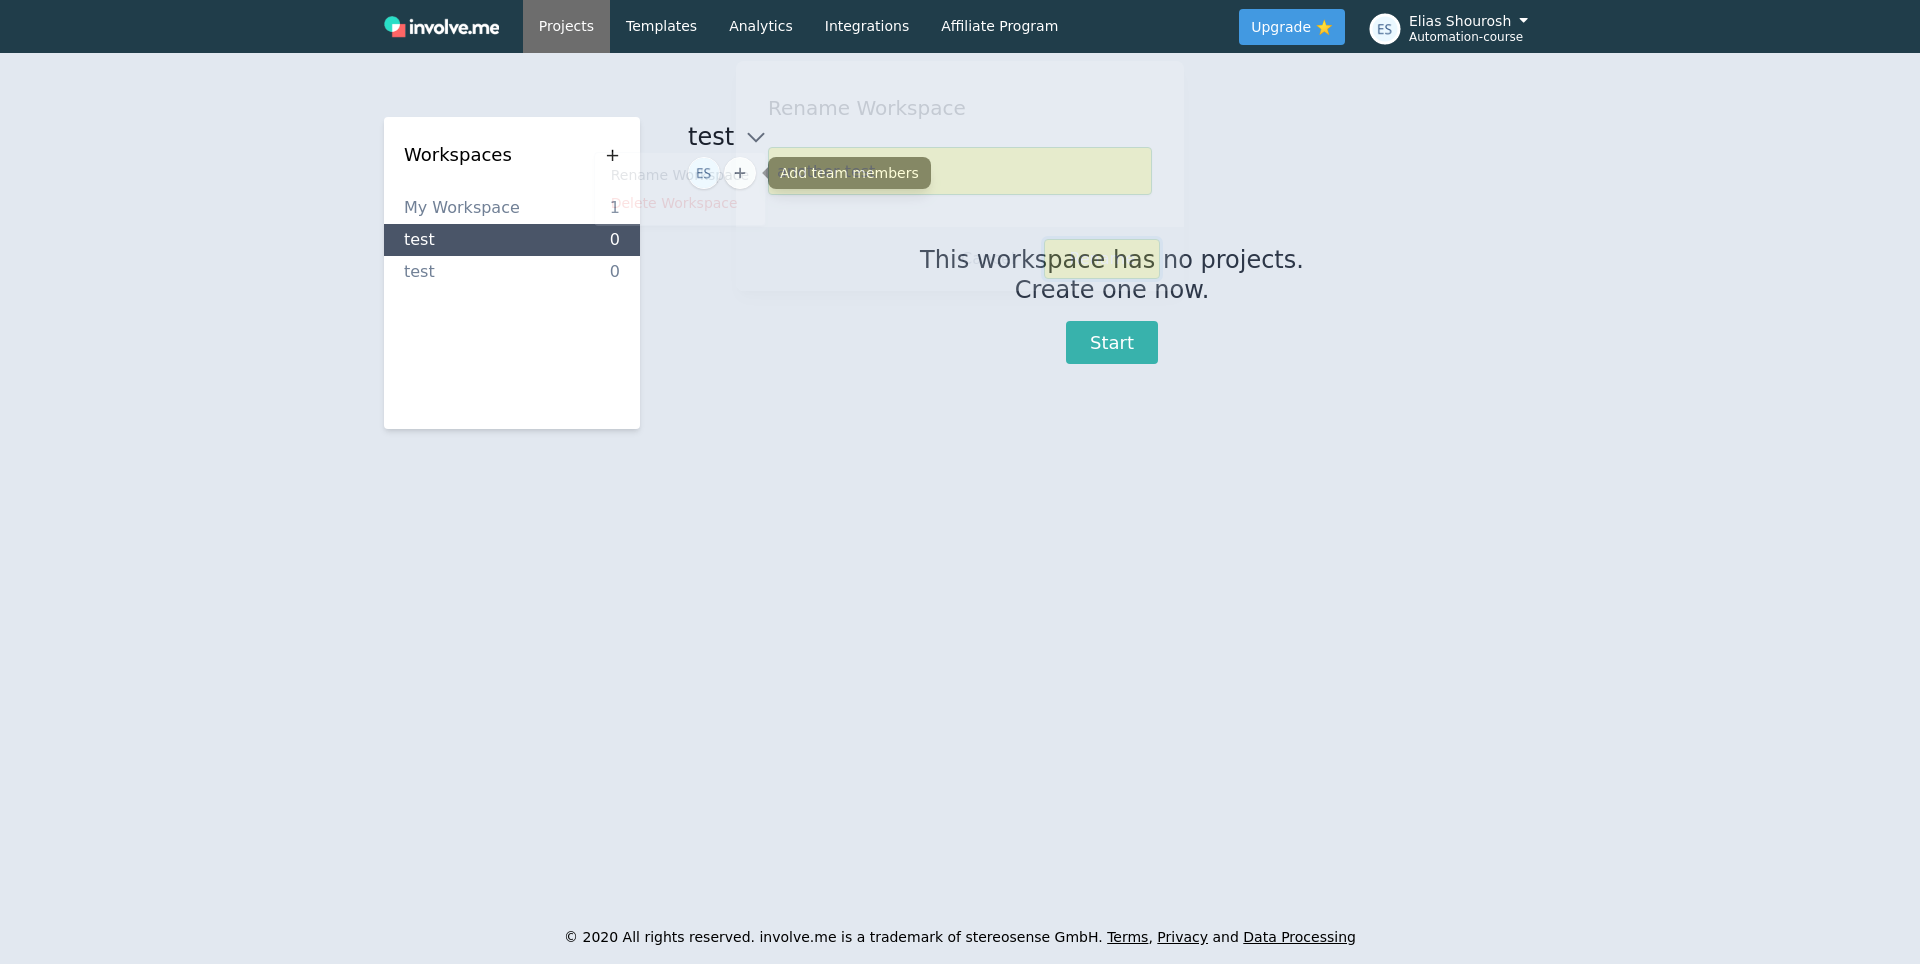 involve.me Projects Templates Analytics Integrations Affiliate Program Upgrade ES Elias Shourosh
Automation-course
Rename Workspace
test
Workspaces +
ES + Add team members
Rename Workspace
Delete Workspace
My Workspace 1
test 0
test 0
This workspace has no projects.
Create one now.
Start
© 2020 All rights reserved. involve.me is a trademark of stereosense GmbH. Terms, Privacy and Data Processing